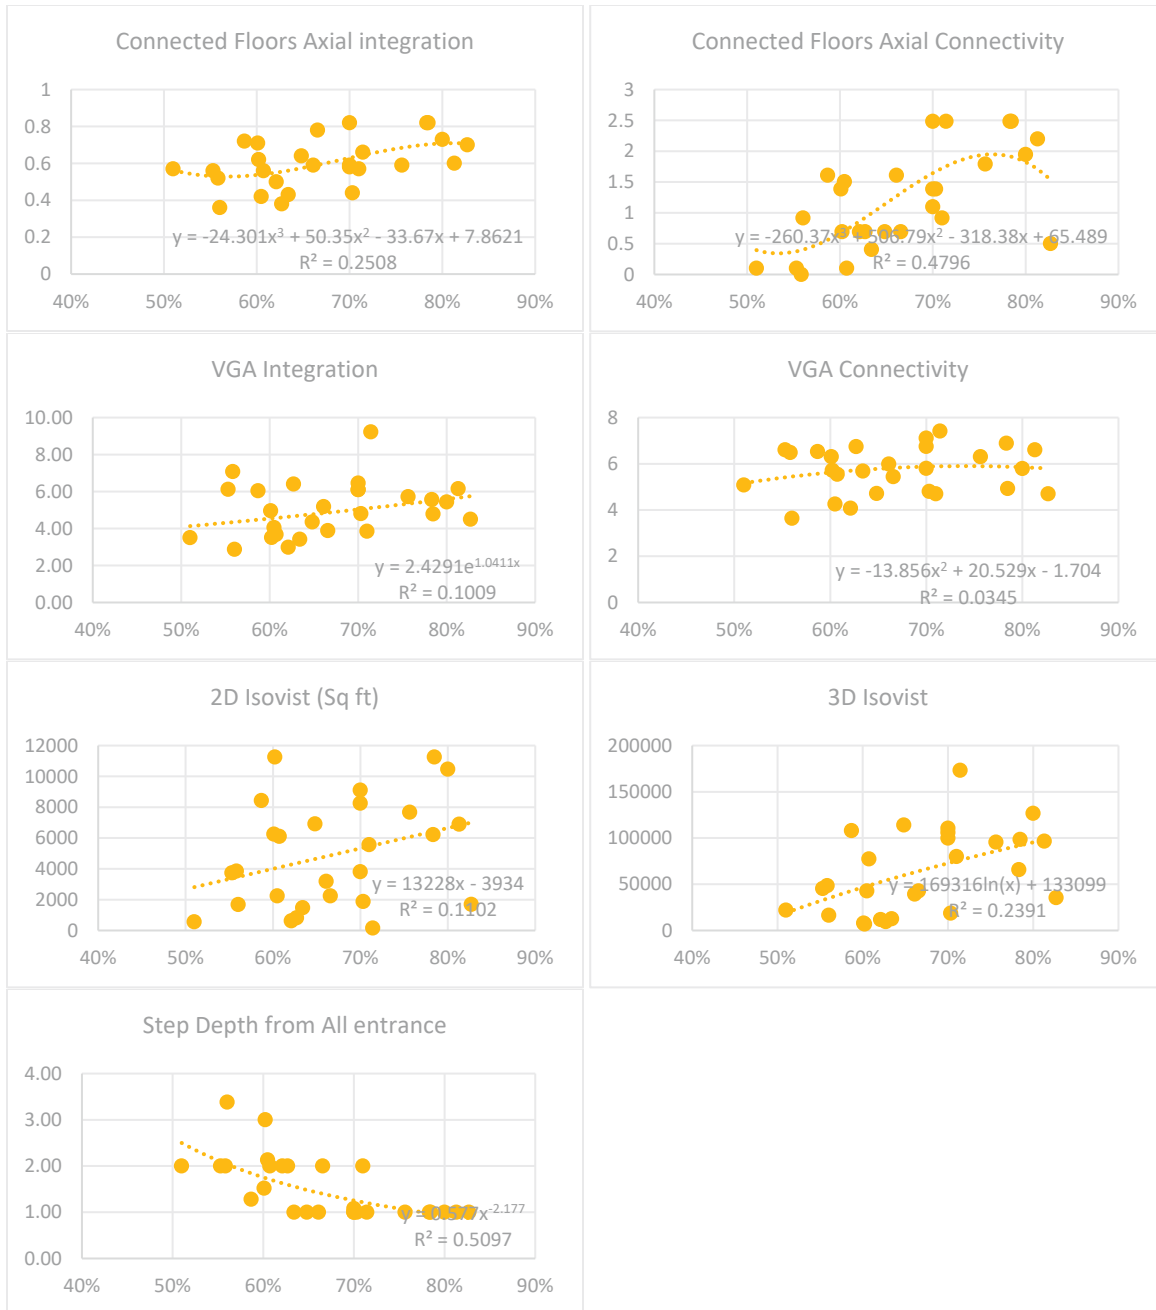 Connected Floors Axial integration
1
0.8
0.6
0.4
0.2
0
y = -24.301x³ + 50.35x² - 33.67x + 7.8621
R² = 0.2508
40% 50% 60% 70% 80% 90%
Connected Floors Axial Connectivity
3
2.5
2
1.5
1
0.5
0
y = -260.37x³ + 506.79x² - 318.38x + 65.489
R² = 0.4796
40% 50% 60% 70% 80% 90%
VGA Integration
10.00
8.00
6.00
4.00
2.00
0.00
y = 2.4291e^1.0411x
R² = 0.1009
40% 50% 60% 70% 80% 90%
VGA Connectivity
8
6
4
2
0
y = -13.856x² + 20.529x - 1.704
R² = 0.0345
40% 50% 60% 70% 80% 90%
2D Isovist (Sq ft)
12000
10000
8000
6000
4000
2000
0
y = 13228x - 3934
R² = 0.1102
40% 50% 60% 70% 80% 90%
3D Isovist
200000
150000
100000
50000
0
y = 169316ln(x) + 133099
R² = 0.2391
40% 50% 60% 70% 80% 90%
Step Depth from All entrance
4.00
3.00
2.00
1.00
0.00
y = 0.577x^-2.177
R² = 0.5097
40% 50% 60% 70% 80% 90%